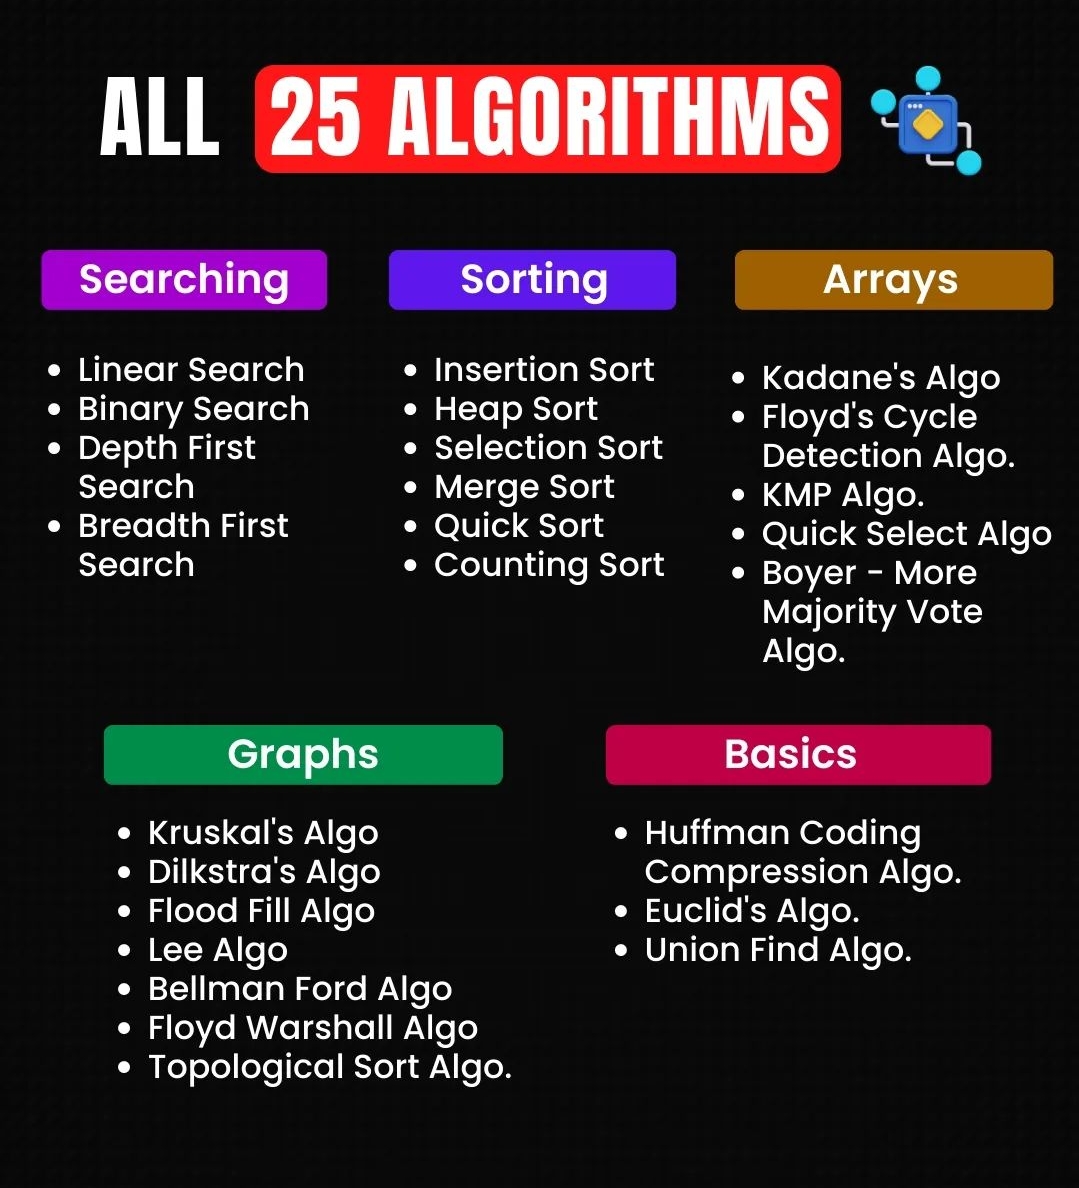 ALL 25 ALGORITHMS
Searching
Linear Search
Binary Search
Depth First
Search
Breadth First
Search
Sorting
Insertion Sort
Heap Sort
Selection Sort
Merge Sort
Quick Sort
Counting Sort
Arrays
Kadane's Algo
Floyd's Cycle
Detection Algo.
KMP Algo.
Quick Select Algo
Boyer - More
Majority Vote
Algo.
Graphs
Kruskal's Algo
Dilkstra's Algo
Flood Fill Algo
Lee Algo
Bellman Ford Algo
Floyd Warshall Algo
Topological Sort Algo.
Basics
Huffman Coding
Compression Algo.
Euclid's Algo.
Union Find Algo.